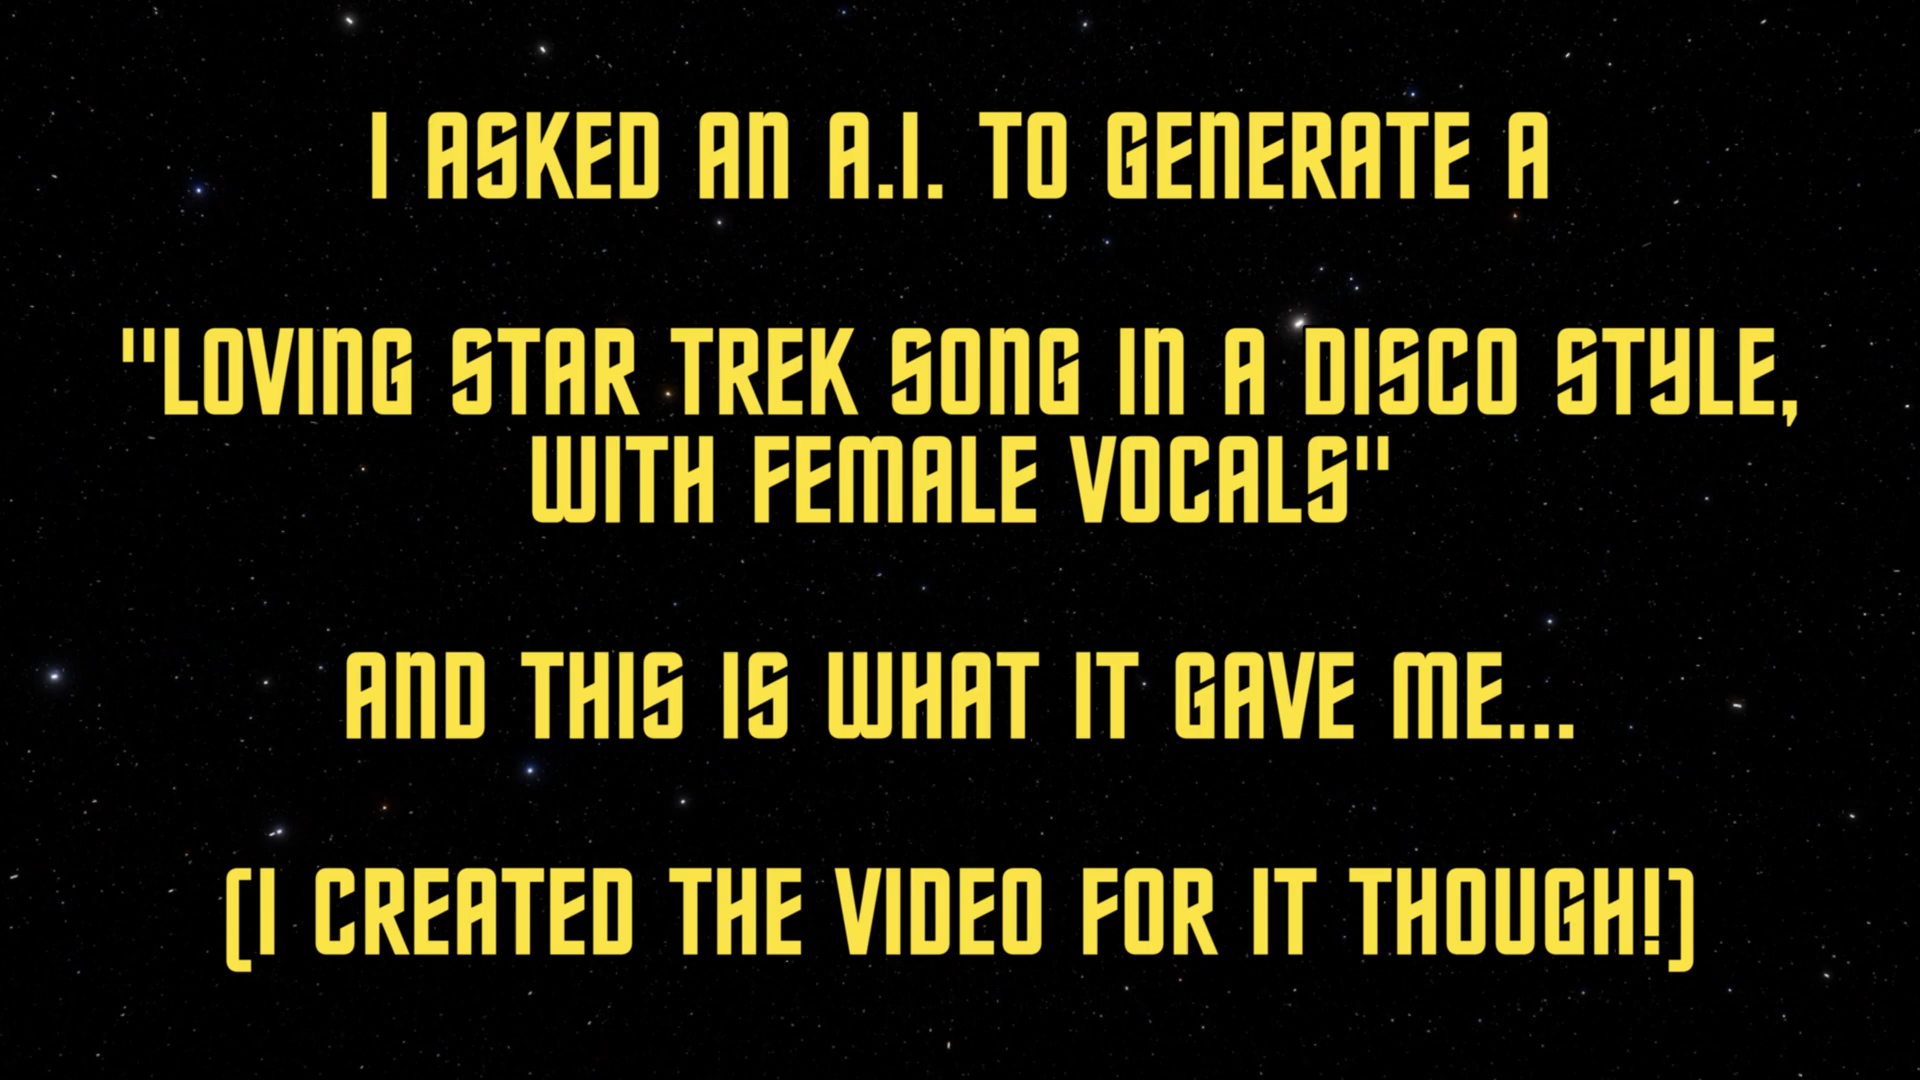 I ASKED AN A.I. TO GENERATE A
"LOVING STAR TREK SONG IN A DISCO STYLE,
WITH FEMALE VOCALS"
AND THIS IS WHAT IT GAVE ME...
(I CREATED THE VIDEO FOR IT THOUGH!)